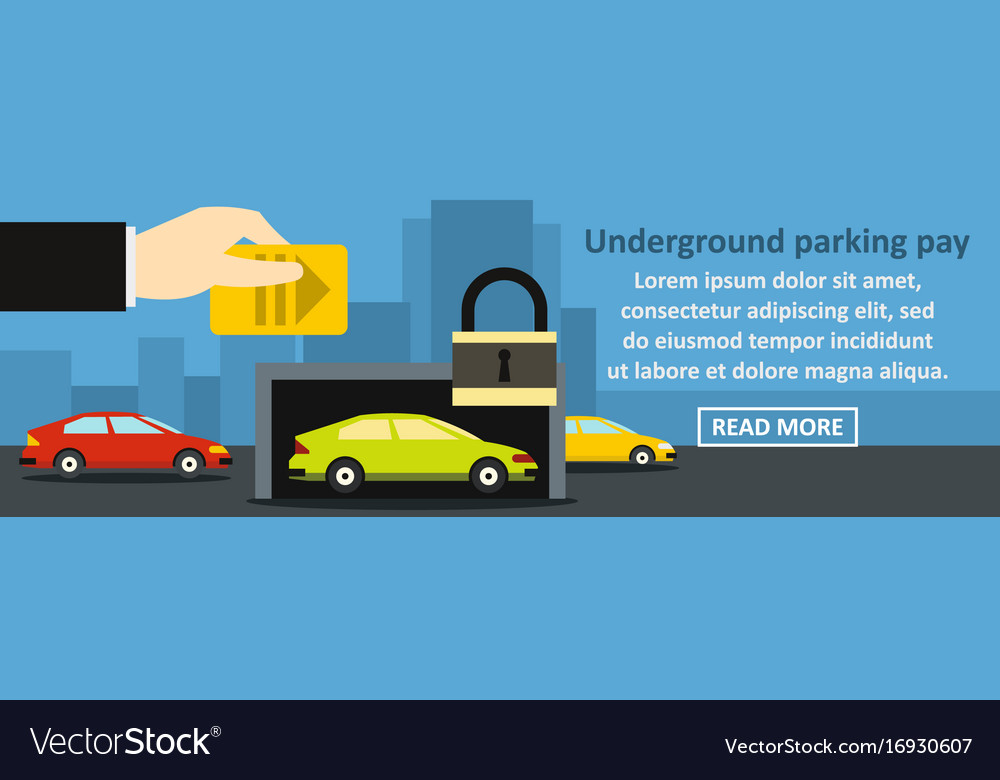 Underground parking pay
Lorem ipsum dolor sit amet,
consectetur adipiscing elit, sed
do eiusmod tempor incididunt
ut labore et dolore magna aliqua.
READ MORE
VectorStock®
VectorStock.com/16930607